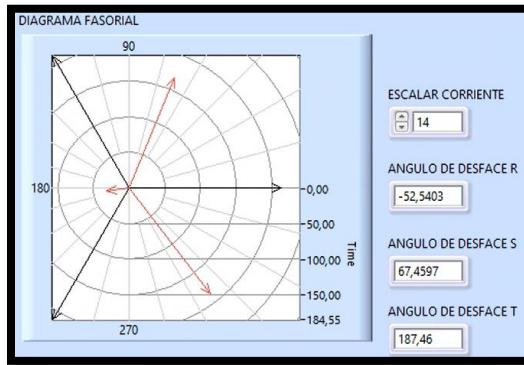 DIAGRAMA FASORIAL
90
180
0,00
50,00
100,00
150,00
184,55
270
Time
ESCALAR CORRIENTE
14
ANGULO DE DESFACE R
-52,5403
ANGULO DE DESFACE S
67,4597
ANGULO DE DESFACE T
187,46